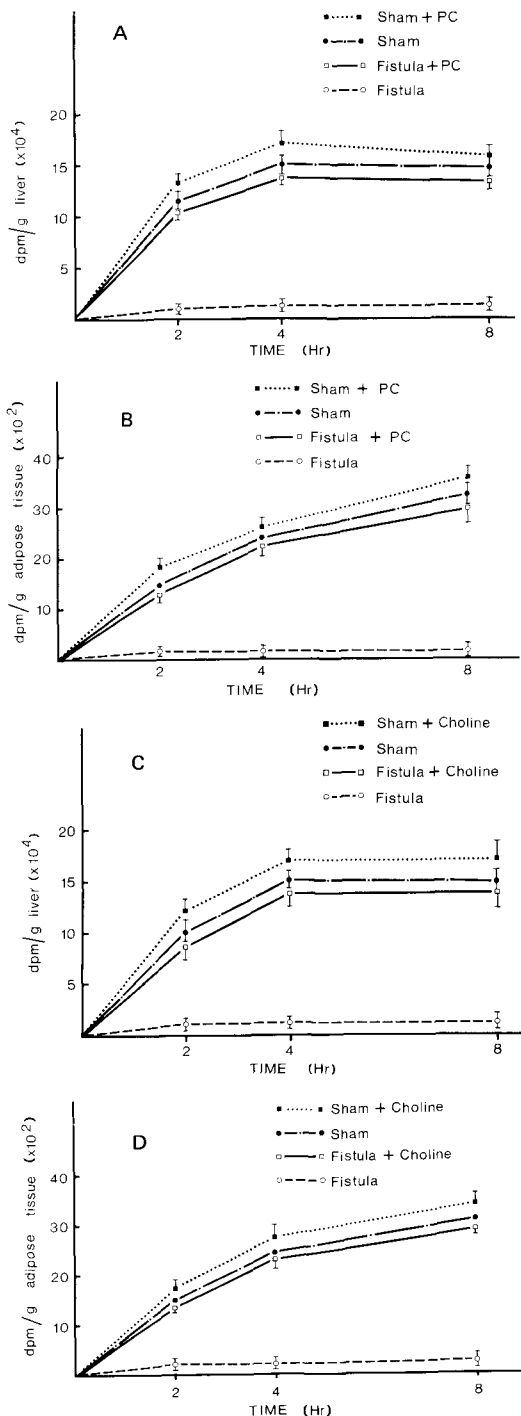 A
Sham + PC
Sham
Fistula + PC
Fistula
dpm/g liver (x10⁴)
20
15
10
5
2
4
8
TIME (Hr)
B
Sham + PC
Sham
Fistula + PC
Fistula
dpm/g adipose tissue (x10²)
40
30
20
10
2
4
8
TIME (Hr)
C
Sham + Choline
Sham
Fistula + Choline
Fistula
dpm/g liver (x10⁴)
20
15
10
5
2
4
8
TIME (Hr)
D
Sham + Choline
Sham
Fistula + Choline
Fistula
dpm/g adipose tissue (x10²)
40
30
20
10
2
4
8
TIME (Hr)